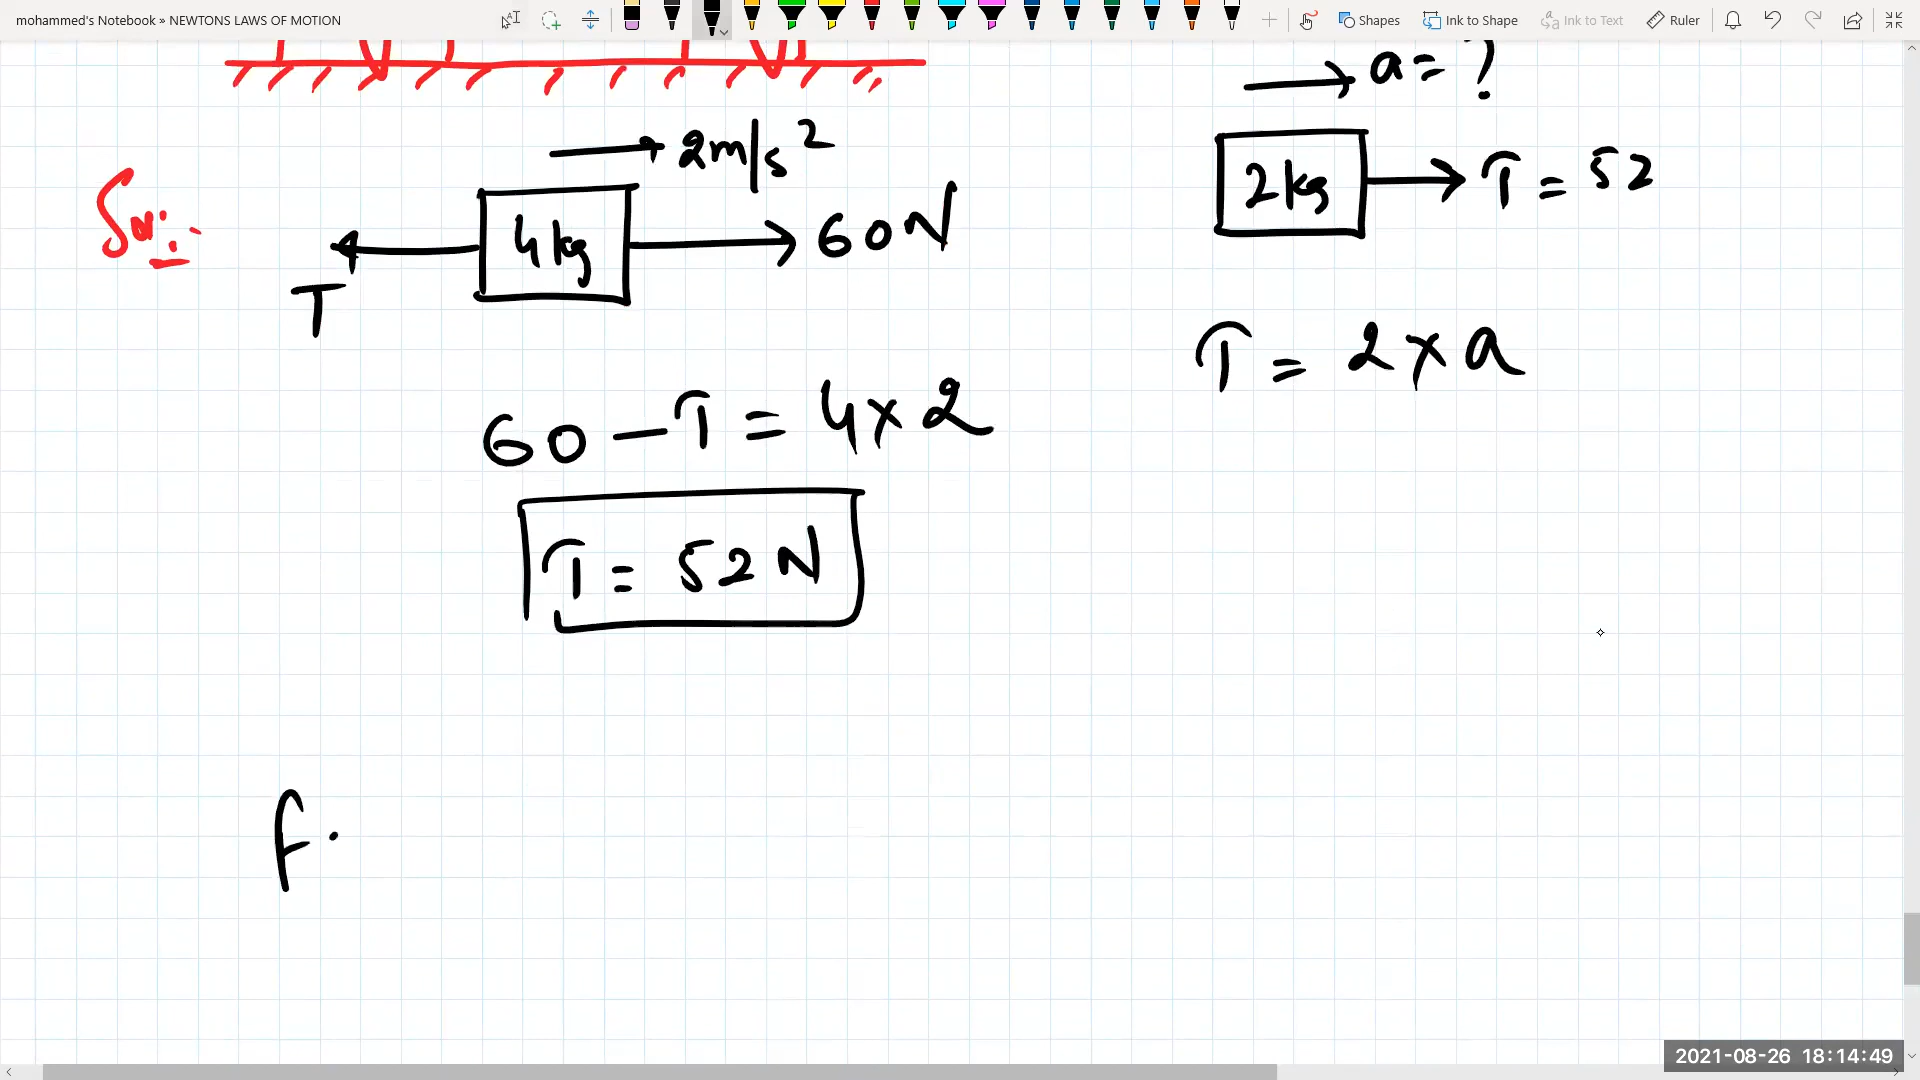 mohammed's Notebook » NEWTONS LAWS OF MOTION
Shapes
Ink to Shape
Ink to Text
Ruler
a = ?
2m/s²
2kg
T = 52
Sol:
4kg
60N
T
T = 2 × a
60 – T = 4 × 2
T = 52 N
F
2021-08-26 18:14:49